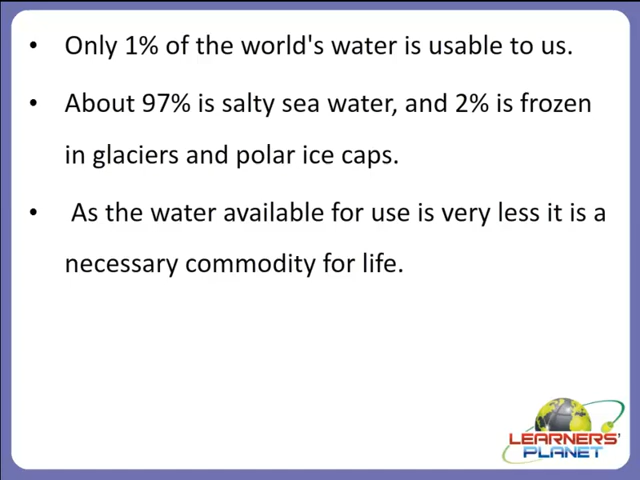 • Only 1% of the world's water is usable to us.
• About 97% is salty sea water, and 2% is frozen
in glaciers and polar ice caps.
• As the water available for use is very less it is a
necessary commodity for life.
LEARNERS'
PLANET